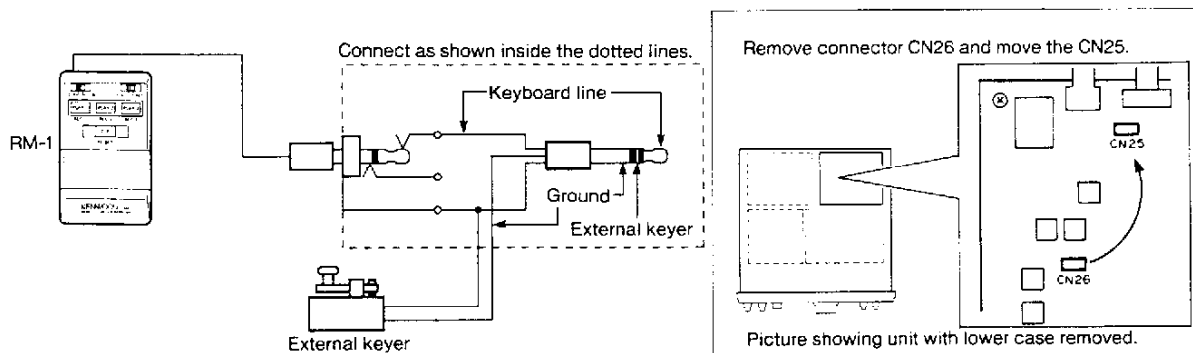 Connect as shown inside the dotted lines.
Keyboard line
RM-1
Ground
External keyer
External keyer
Remove connector CN26 and move the CN25.
CN25
CN26
Picture showing unit with lower case removed.
KENWOOD